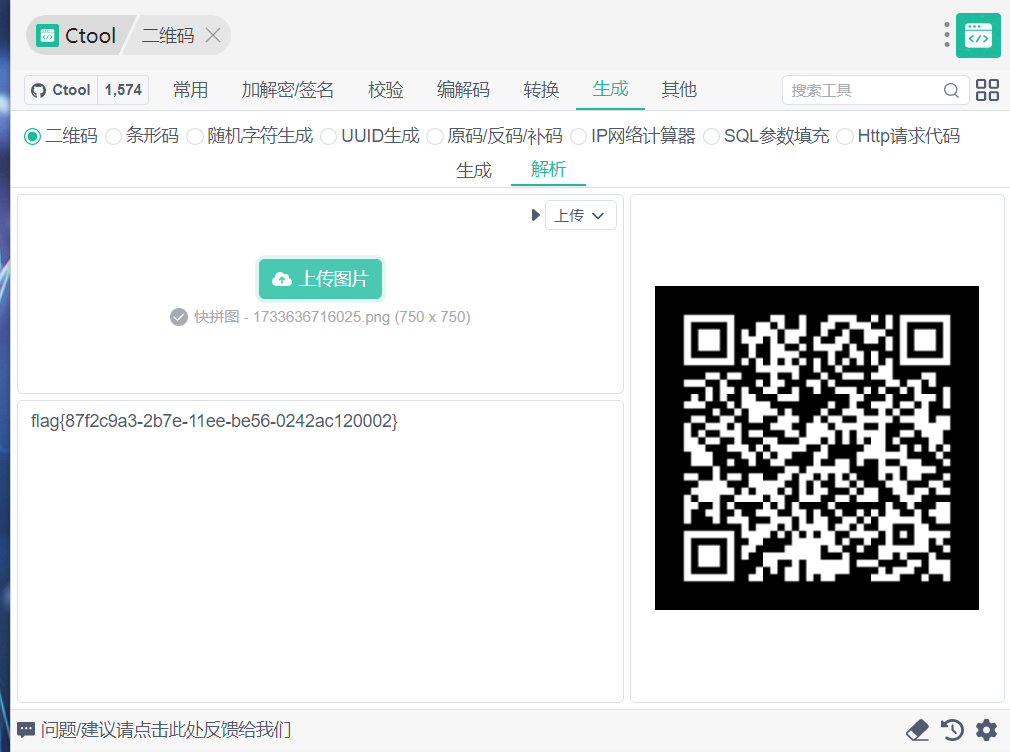 Ctool 二维码
Ctool 1,574 常用 加解密/签名 校验 编解码 转换 生成 其他 搜索工具
二维码 条形码 随机字符生成 UUID生成 原码/反码/补码 IP网络计算器 SQL参数填充 Http请求代码
生成 解析
上传
上传图片
快拼图 - 1733636716025.png (750 x 750)
flag{87f2c9a3-2b7e-11ee-be56-0242ac120002}
问题/建议请点击此处反馈给我们